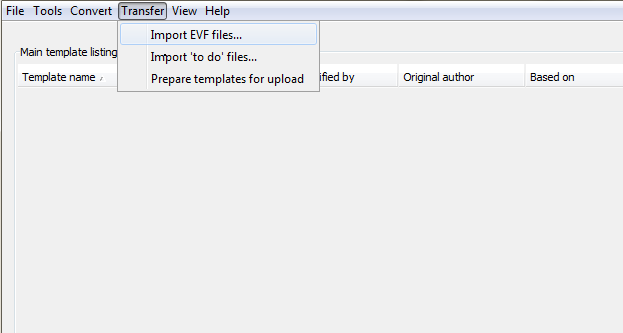 File Tools Convert Transfer View Help
Import EVF files...
Main template listing
Import 'to do' files...
Template name
Prepare templates for upload
ified by Original author Based on